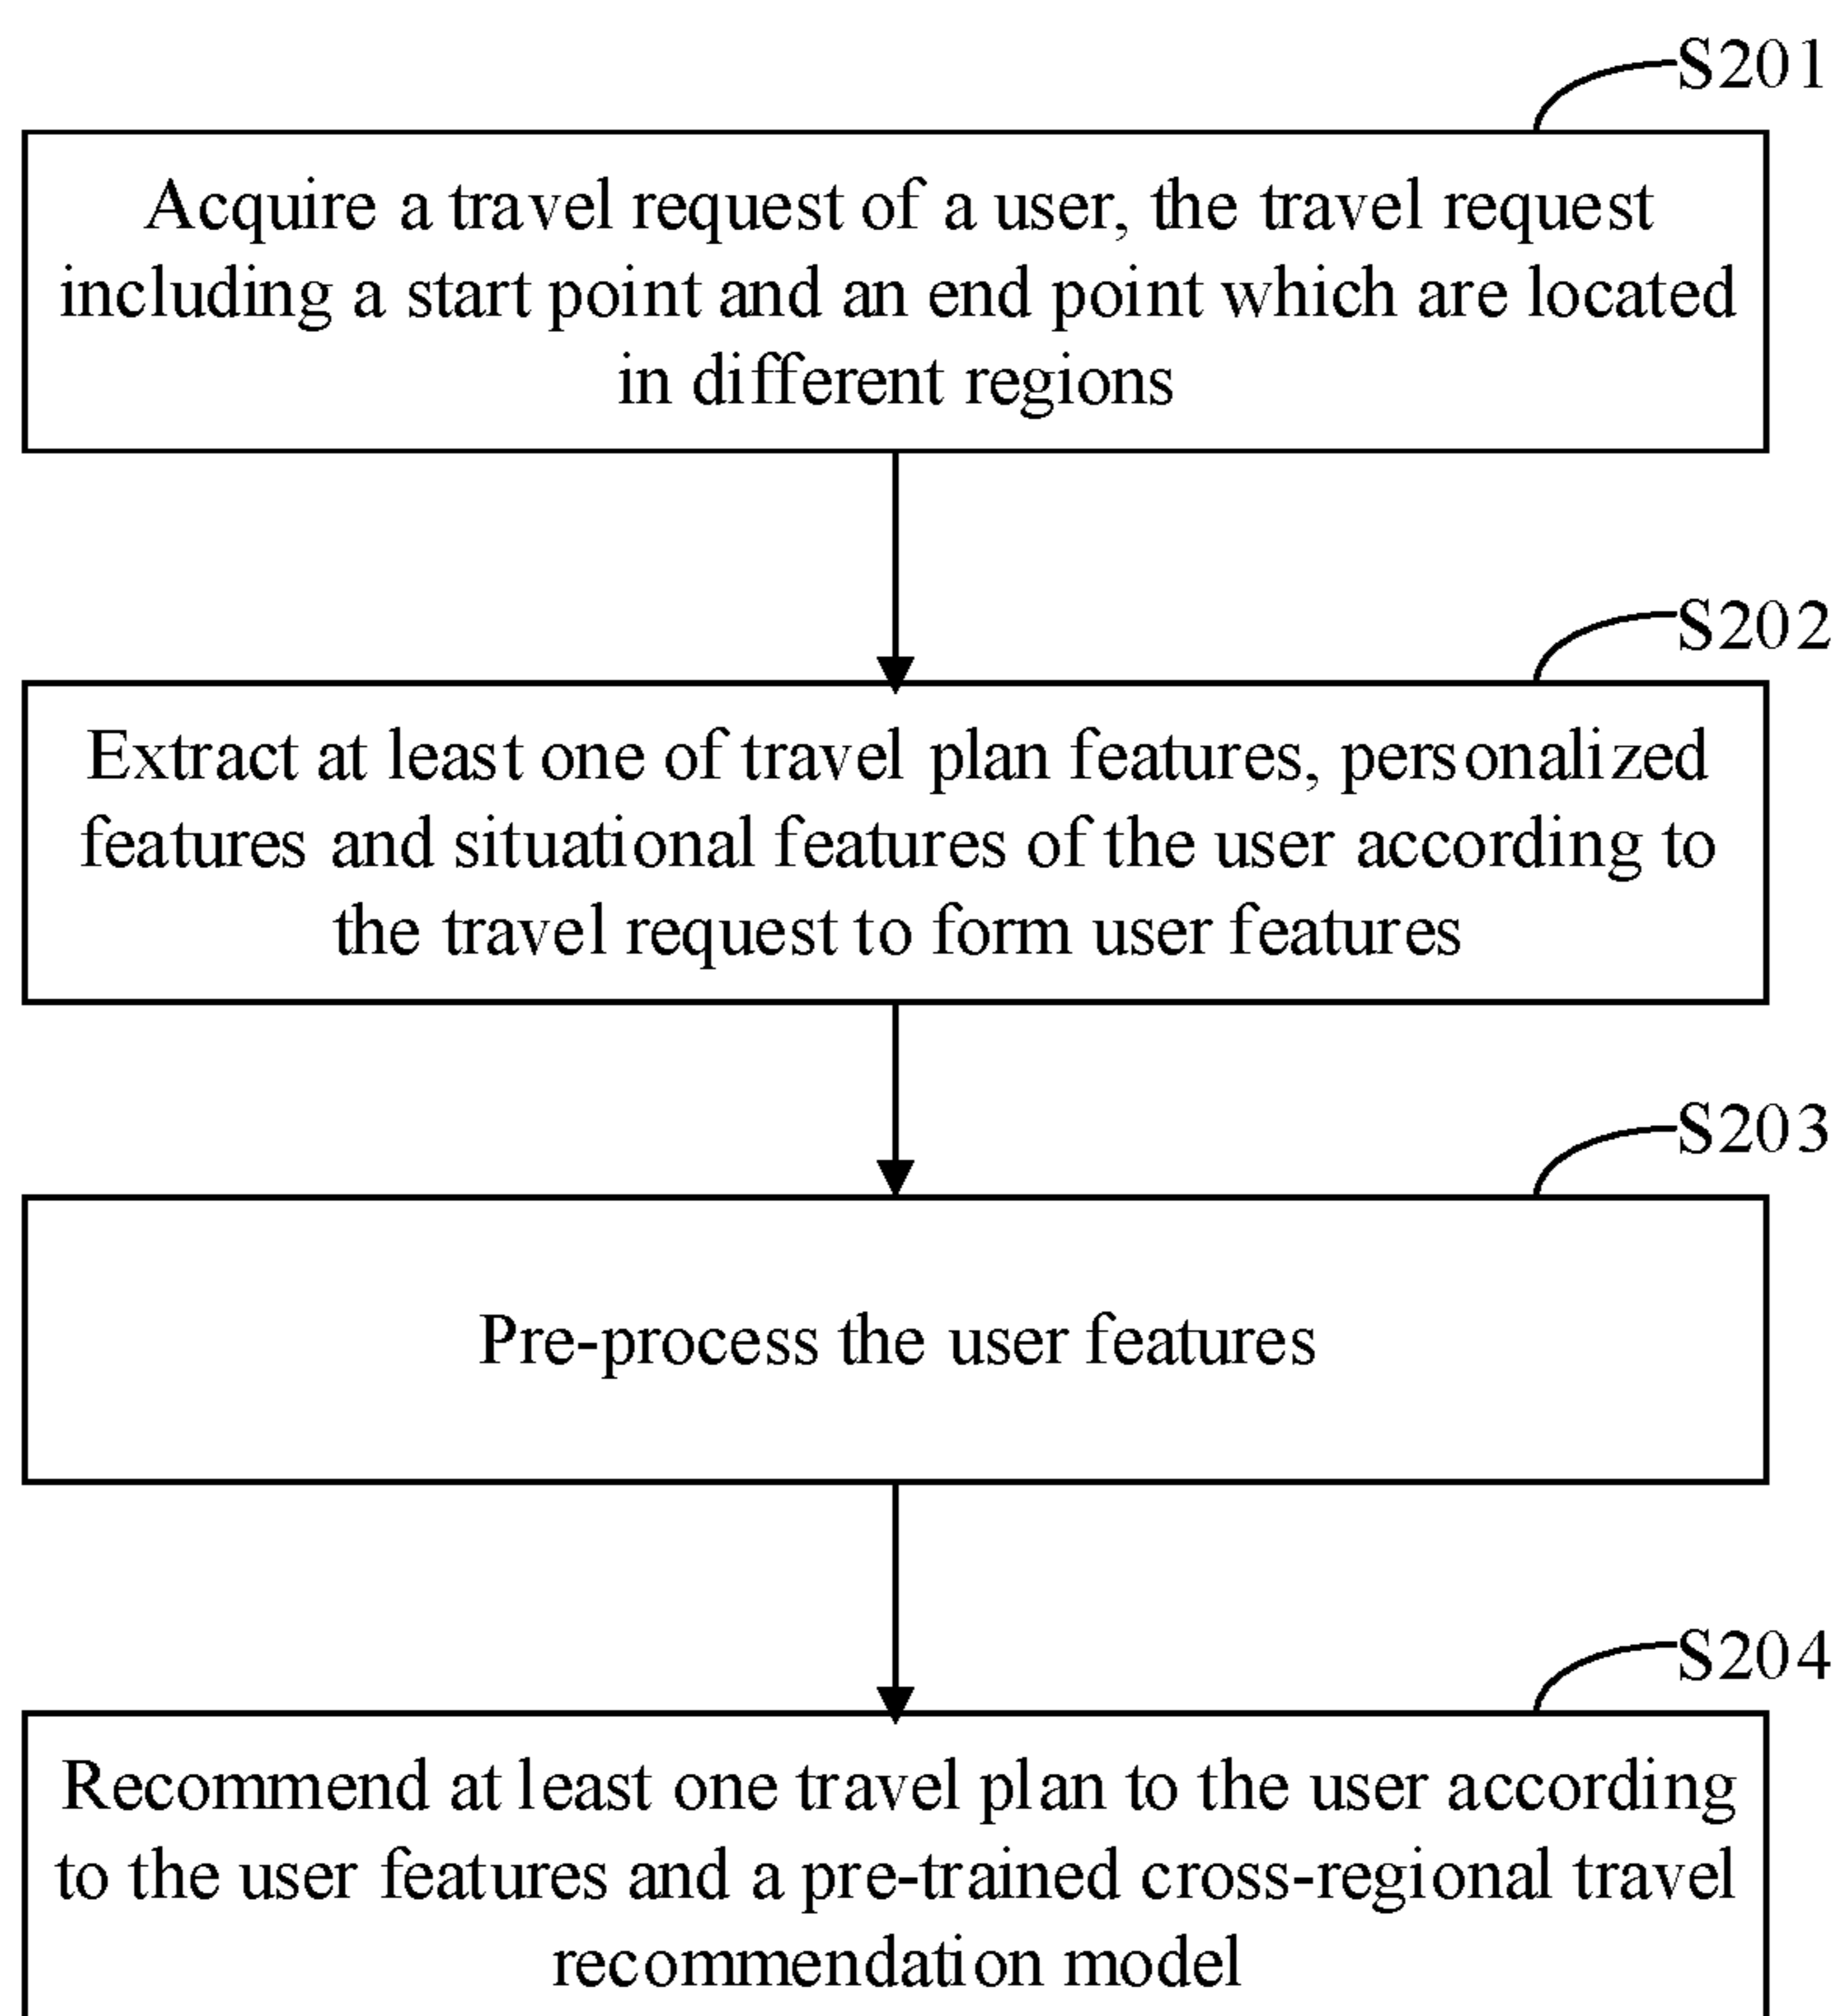 S201
Acquire a travel request of a user, the travel request
including a start point and an end point which are located
in different regions
S202
Extract at least one of travel plan features, personalized
features and situational features of the user according to
the travel request to form user features
S203
Pre-process the user features
S204
Recommend at least one travel plan to the user according
to the user features and a pre-trained cross-regional travel
recommendation model